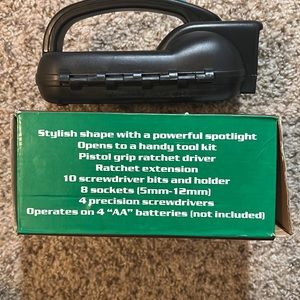 Stylish shape with a powerful spotlight
Opens to a handy tool kit
Pistol grip ratchet driver
Ratchet extension
10 screwdriver bits and holder
8 sockets (5mm-12mm)
4 precision screwdrivers
Operates on 4 "AA" batteries (not included)